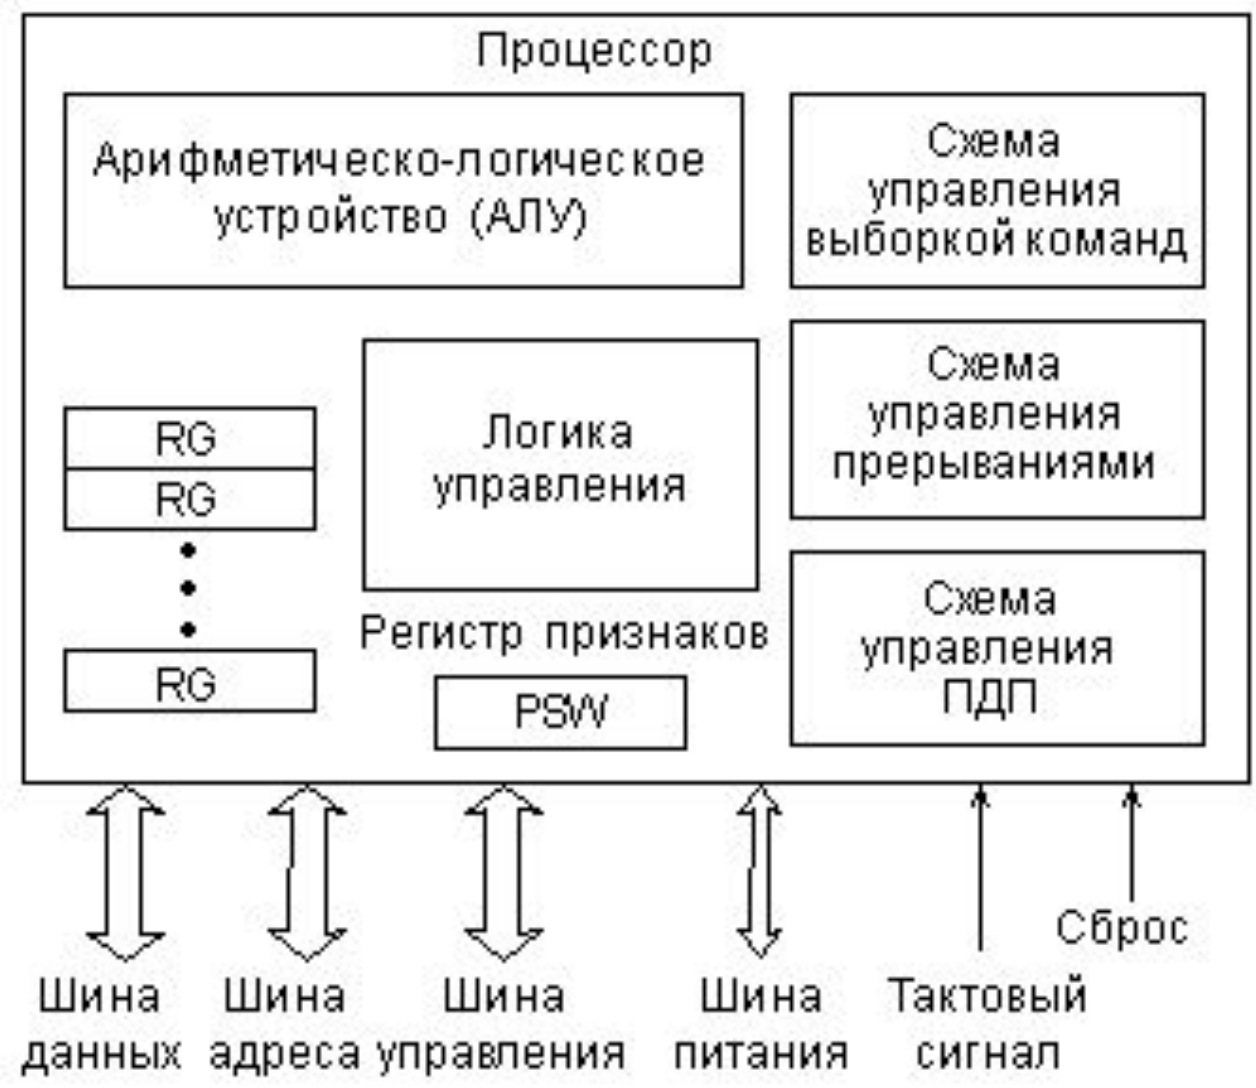 Процессор
Арифметическо-логическое
устройство (АЛУ)
Схема
управления
выборкой команд
RG
RG
RG
Логика
управления
Схема
управления
прерываниями
Регистр признаков
PSW
Схема
управления
ПДП
Шина
данных
Шина
адреса
Шина
управления
Шина
питания
Тактовый
сигнал
Сброс